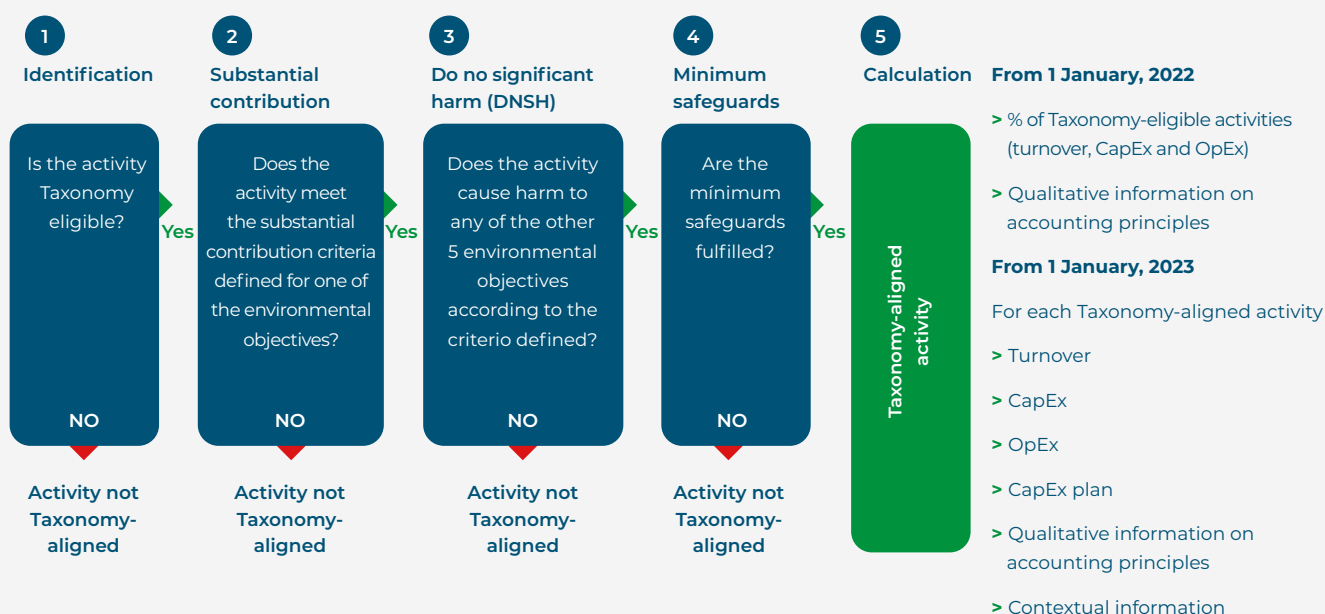 1
Identification
Is the activity
Taxonomy
eligible?
NO
Activity not
Taxonomy-
aligned
Yes
2
Substantial
contribution
Does the
activity meet
the substantial
contribution criteria
defined for one of
the environmental
objectives?
NO
Activity not
Taxonomy-
aligned
Yes
3
Do no significant
harm (DNSH)
Does the activity
cause harm to
any of the other
5 environmental
objectives
according to the
criterio defined?
NO
Activity not
Taxonomy-
aligned
Yes
4
Minimum
safeguards
Are the
mínimum
safeguards
fulfilled?
NO
Activity not
Taxonomy-
aligned
Yes
5
Calculation
Taxonomy-aligned
activity
From 1 January, 2022
> % of Taxonomy-eligible activities
(turnover, CapEx and OpEx)
> Qualitative information on
accounting principles
From 1 January, 2023
For each Taxonomy-aligned activity
> Turnover
> CapEx
> OpEx
> CapEx plan
> Qualitative information on
accounting principles
> Contextual information